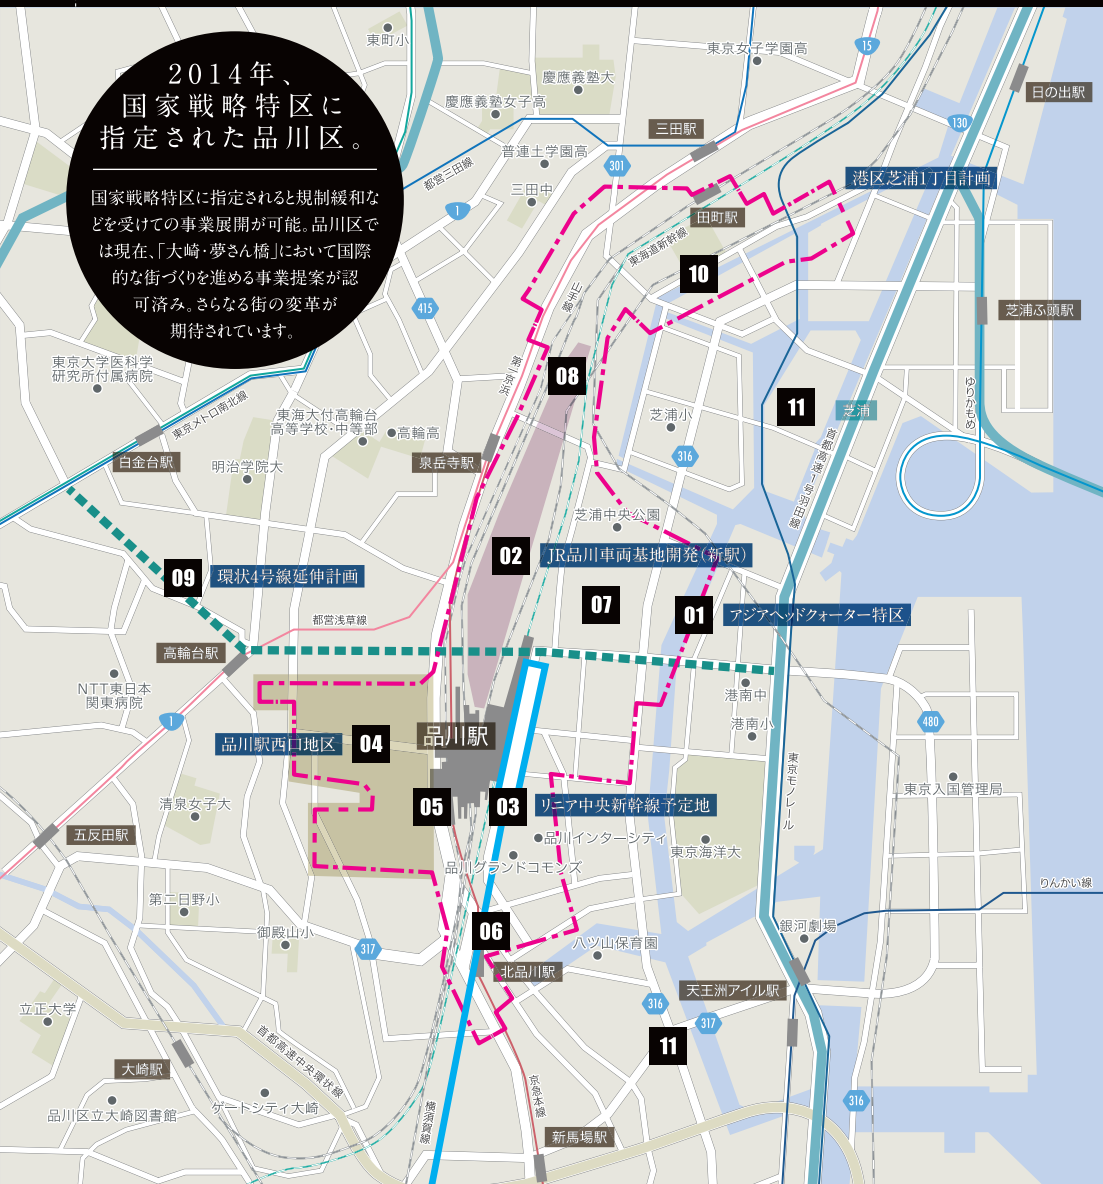 2014年、
国家戦略特区に
指定された品川区。
国家戦略特区に指定されると規制緩和な
どを受けての事業展開が可能。品川区で
は現在、「大崎・夢さん橋」において国際
的な街づくりを進める事業提案が認
可済み。さらなる街の変革が
期待されています。
東町小
東京女子学園高
15
日の出駅
慶應義塾大
慶應義塾女子高
三田駅
130
普連土学園高
301
都営三田線
三田中
港区芝浦1丁目計画
1
田町駅
東海道新幹線
10
山手線
415
芝浦ふ頭駅
第一京浜
東京大学医科学
研究所付属病院
08
ゆりかもめ
東京メトロ南北線
東海大付高輪台
高等学校・中等部
高輪高
芝浦小
11
芝浦
首都高速1号羽田線
316
白金台駅
明治学院大
泉岳寺駅
芝浦中央公園
02
JR品川車両基地開発(新駅)
09
環状4号線延伸計画
07
01
アジアヘッドクォーター特区
都営浅草線
高輪台駅
NTT東日本
関東病院
港南中
1
港南小
480
品川駅西口地区
04
品川駅
東京モノレール
東京入国管理局
清泉女子大
05
03
リニア中央新幹線予定地
五反田駅
品川インターシティ
東京海洋大
品川グランドコモンズ
りんかい線
第二日野小
06
銀河劇場
御殿山小
317
八ツ山保育園
北品川駅
天王洲アイル駅
立正大学
316
317
首都高速中央環状線
11
大崎駅
京急本線
横須賀線
316
品川区立大崎図書館
ゲートシティ大崎
新馬場駅